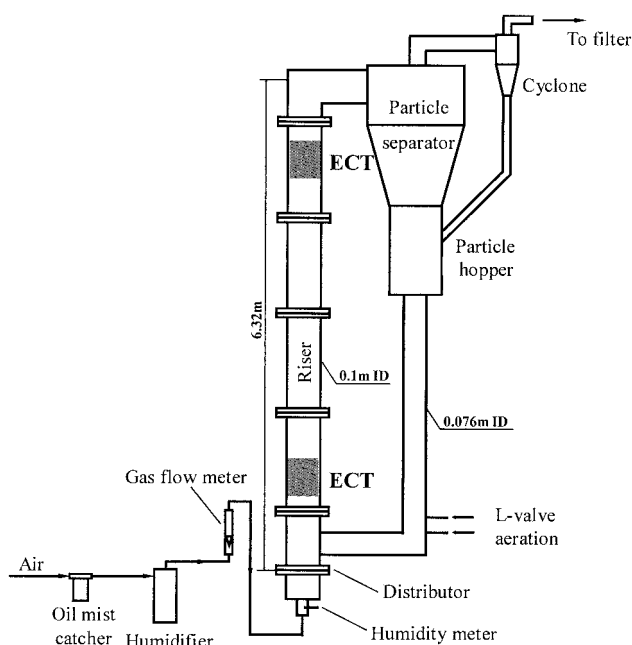 To filter
Cyclone
Particle
separator
ECT
Particle
hopper
6.32m
Riser
0.1m ID
0.076m ID
ECT
Gas flow meter
L-valve
aeration
Air
Distributor
Oil mist
catcher
Humidifier
Humidity meter